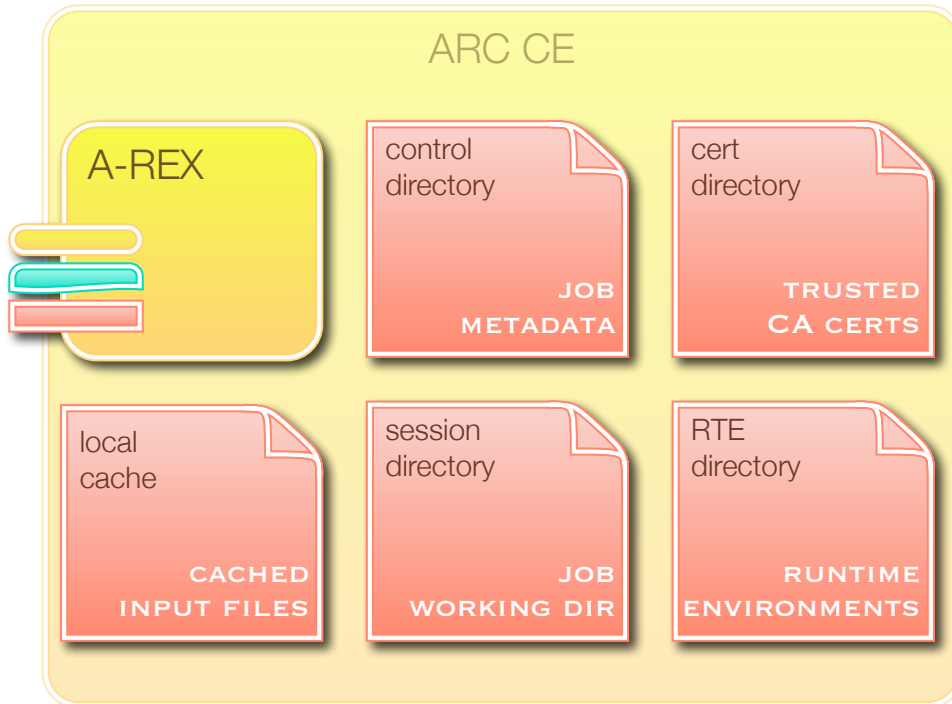 ARC CE
A-REX
control
directory
JOB
METADATA
cert
directory
TRUSTED
CA CERTS
local
cache
CACHED
INPUT FILES
session
directory
JOB
WORKING DIR
RTE
directory
RUNTIME
ENVIRONMENTS